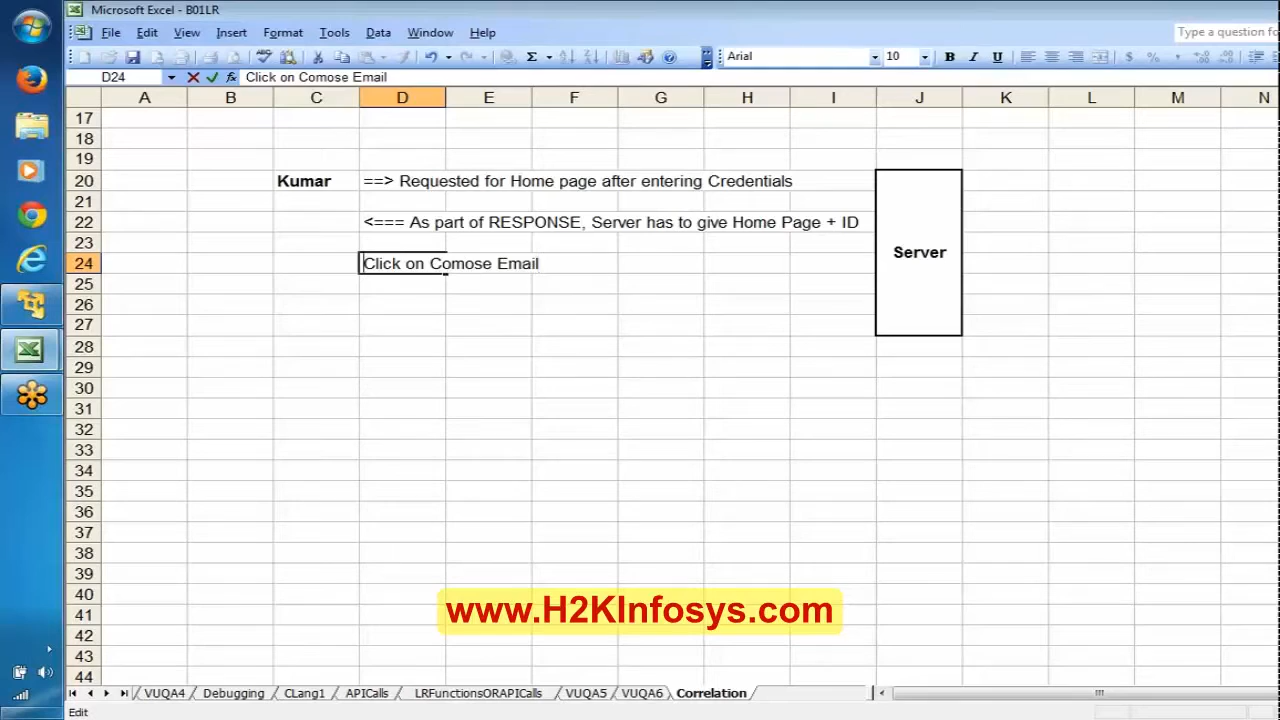 Microsoft Excel - B01LR
File Edit View Insert Format Tools Data Window Help
Type a question fo
Arial 10 B I U $ %
D24 fx Click on Comose Email
A B C D E F G H I J K L M N
17
18
19
20 Kumar ==> Requested for Home page after entering Credentials
21
22 <=== As part of RESPONSE, Server has to give Home Page + ID
23
Server
24 Click on Comose Email
25
26
27
28
29
30
31
32
33
34
35
36
37
38
39
40
www.H2KInfosys.com
41
42
43
44
VUQA4 Debugging CLang1 APICalls LRFunctionsORAPICalls VUQA5 VUQA6 Correlation
Edit